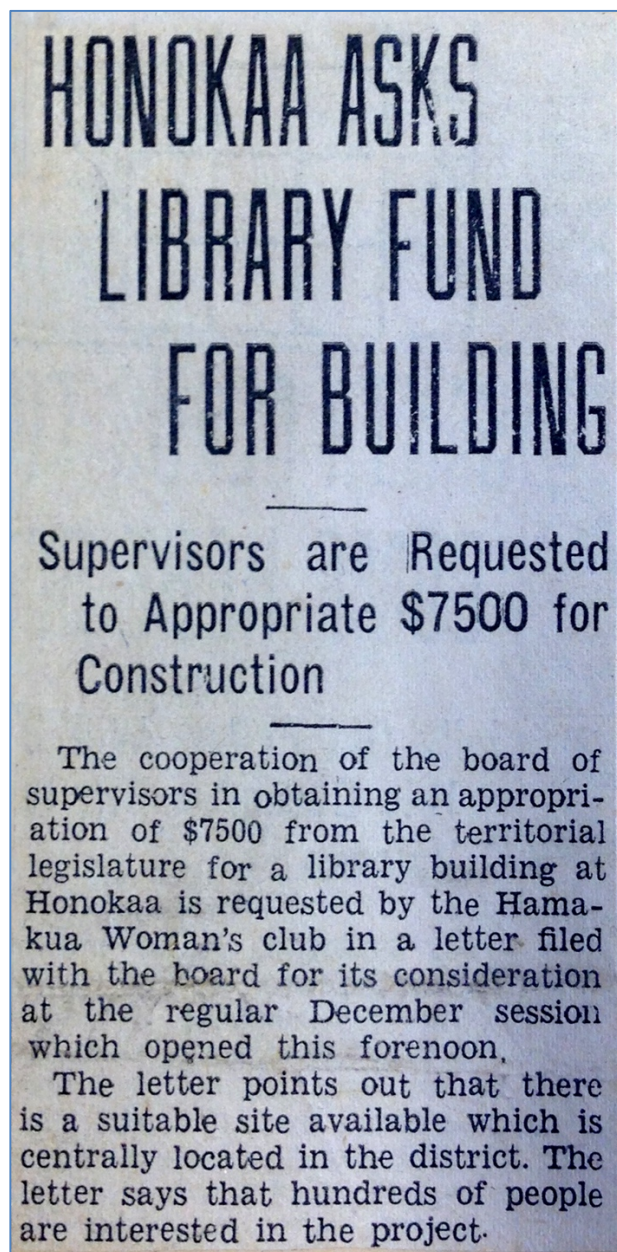 HONOKAA ASKS
LIBRARY FUND
FOR BUILDING
Supervisors are Requested
to Appropriate $7500 for
Construction
The cooperation of the board of
supervisors in obtaining an appropri-
ation of $7500 from the territorial
legislature for a library building at
Honokaa is requested by the Hama-
kua Woman's club in a letter filed
with the board for its consideration
at the regular December session
which opened this forenoon.
The letter points out that there
is a suitable site available which is
centrally located in the district. The
letter says that hundreds of people
are interested in the project.